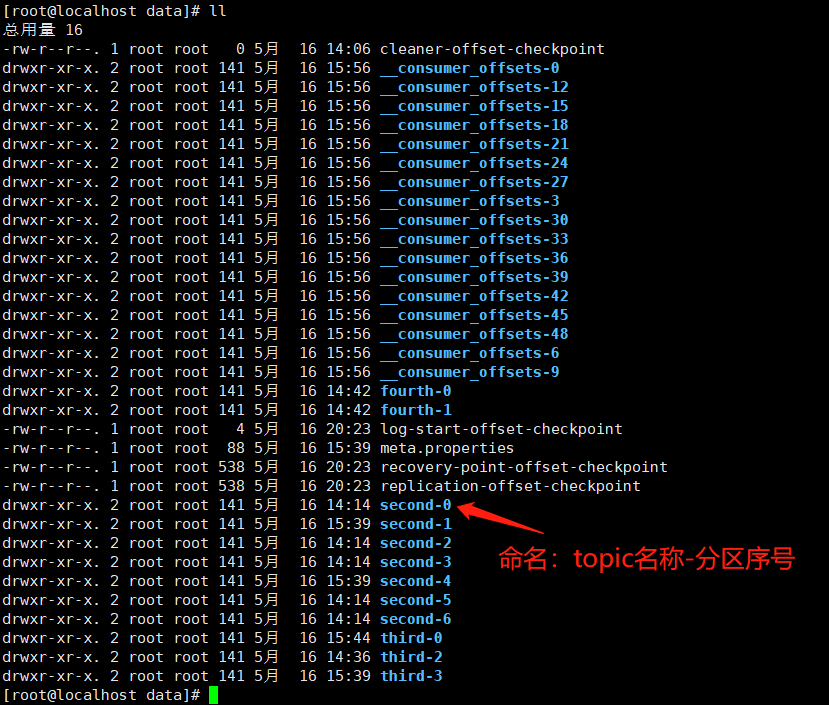 [root@localhost data]# ll
总用量 16
-rw-r--r--. 1 root root   0 5月  16 14:06 cleaner-offset-checkpoint
drwxr-xr-x. 2 root root 141 5月  16 15:56 __consumer_offsets-0
drwxr-xr-x. 2 root root 141 5月  16 15:56 __consumer_offsets-12
drwxr-xr-x. 2 root root 141 5月  16 15:56 __consumer_offsets-15
drwxr-xr-x. 2 root root 141 5月  16 15:56 __consumer_offsets-18
drwxr-xr-x. 2 root root 141 5月  16 15:56 __consumer_offsets-21
drwxr-xr-x. 2 root root 141 5月  16 15:56 __consumer_offsets-24
drwxr-xr-x. 2 root root 141 5月  16 15:56 __consumer_offsets-27
drwxr-xr-x. 2 root root 141 5月  16 15:56 __consumer_offsets-3
drwxr-xr-x. 2 root root 141 5月  16 15:56 __consumer_offsets-30
drwxr-xr-x. 2 root root 141 5月  16 15:56 __consumer_offsets-33
drwxr-xr-x. 2 root root 141 5月  16 15:56 __consumer_offsets-36
drwxr-xr-x. 2 root root 141 5月  16 15:56 __consumer_offsets-39
drwxr-xr-x. 2 root root 141 5月  16 15:56 __consumer_offsets-42
drwxr-xr-x. 2 root root 141 5月  16 15:56 __consumer_offsets-45
drwxr-xr-x. 2 root root 141 5月  16 15:56 __consumer_offsets-48
drwxr-xr-x. 2 root root 141 5月  16 15:56 __consumer_offsets-6
drwxr-xr-x. 2 root root 141 5月  16 15:56 __consumer_offsets-9
drwxr-xr-x. 2 root root 141 5月  16 14:42 fourth-0
drwxr-xr-x. 2 root root 141 5月  16 14:42 fourth-1
-rw-r--r--. 1 root root   4 5月  16 20:23 log-start-offset-checkpoint
-rw-r--r--. 1 root root  88 5月  16 15:39 meta.properties
-rw-r--r--. 1 root root 538 5月  16 20:23 recovery-point-offset-checkpoint
-rw-r--r--. 1 root root 538 5月  16 20:23 replication-offset-checkpoint
drwxr-xr-x. 2 root root 141 5月  16 14:14 second-0
drwxr-xr-x. 2 root root 141 5月  16 15:39 second-1
drwxr-xr-x. 2 root root 141 5月  16 14:14 second-2
命名：topic名称-分区序号
drwxr-xr-x. 2 root root 141 5月  16 14:14 second-3
drwxr-xr-x. 2 root root 141 5月  16 15:39 second-4
drwxr-xr-x. 2 root root 141 5月  16 14:14 second-5
drwxr-xr-x. 2 root root 141 5月  16 14:14 second-6
drwxr-xr-x. 2 root root 141 5月  16 15:44 third-0
drwxr-xr-x. 2 root root 141 5月  16 14:36 third-2
drwxr-xr-x. 2 root root 141 5月  16 15:39 third-3
[root@localhost data]#